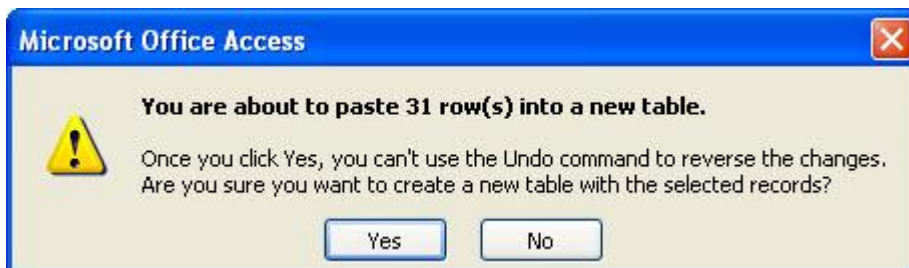 Microsoft Office Access
You are about to paste 31 row(s) into a new table.
Once you click Yes, you can't use the Undo command to reverse the changes.
Are you sure you want to create a new table with the selected records?
Yes No